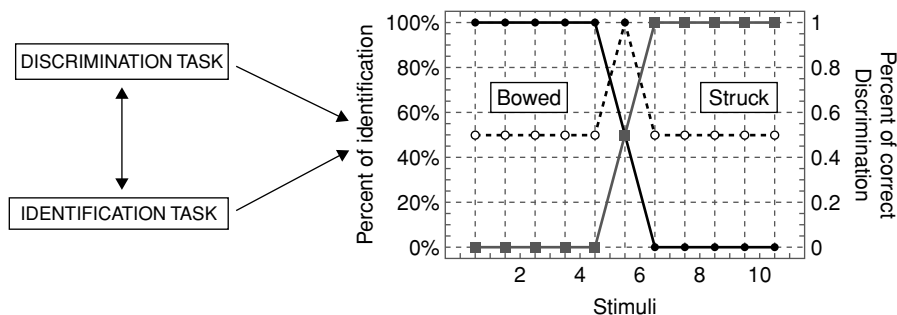 DISCRIMINATION TASK
IDENTIFICATION TASK
Percent of identification
100%
80%
60%
40%
20%
0%
Bowed
Struck
1
0.8
0.6
0.4
0.2
0
Percent of correct
Discrimination
2 4 6 8 10
Stimuli